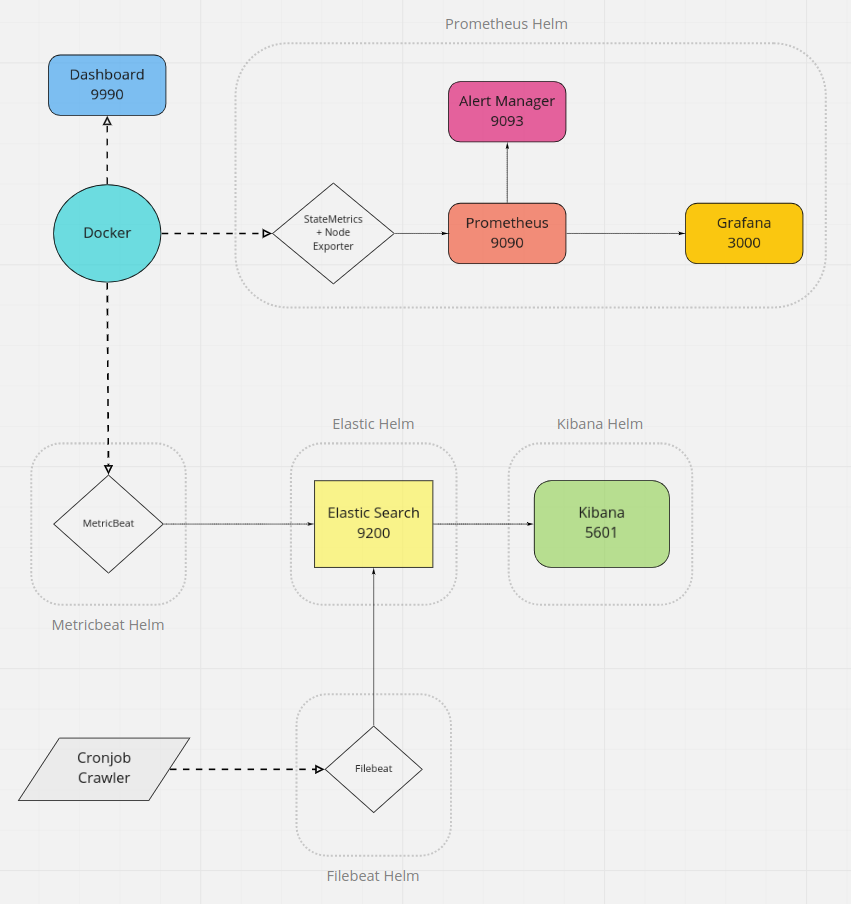 Prometheus Helm
Dashboard
9990
Alert Manager
9093
Docker
StateMetrics
+ Node
Exporter
Prometheus
9090
Grafana
3000
Elastic Helm
Kibana Helm
MetricBeat
Elastic Search
9200
Kibana
5601
Metricbeat Helm
Cronjob
Crawler
Filebeat
Filebeat Helm